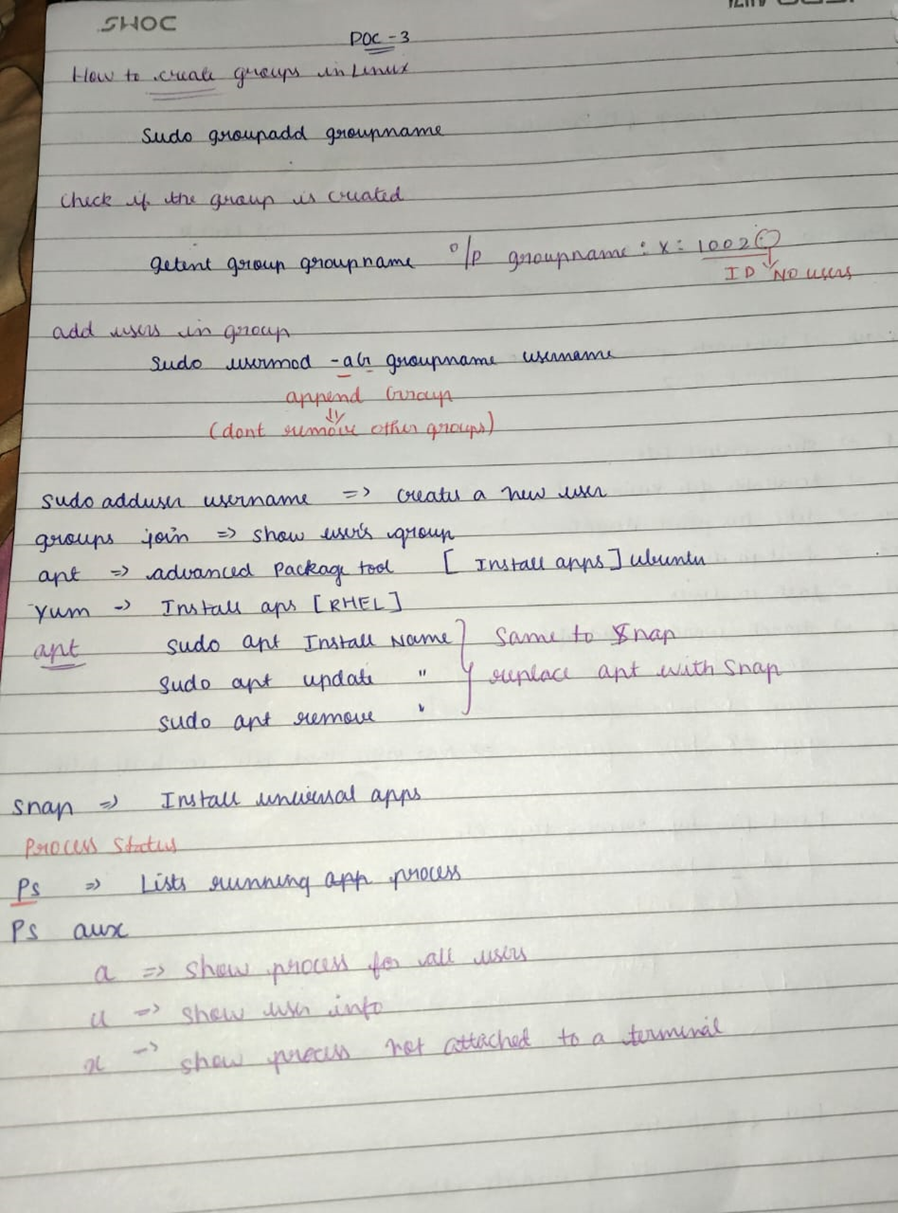 SHOC
POC - 3
How to create groups in Linux
sudo groupadd groupname
check if the group is created
getent group groupname o/p groupname : x : 1002 :
ID No users
add users in group
sudo usermod -aG groupname username
append Group
(dont remove other groups)
sudo adduser username => creates a new user
groups join => show user's group
apt => advanced package tool [ Install apps ] ubuntu
Yum -> Install aps [RHEL]
apt sudo apt Install Name } same to snap
sudo apt update " replace apt with snap
sudo apt remove "
snap => Install universal apps
Process Status
Ps => Lists running app process
Ps aux
a => show process for all users
u => show user info
x -> show process not attached to a terminal